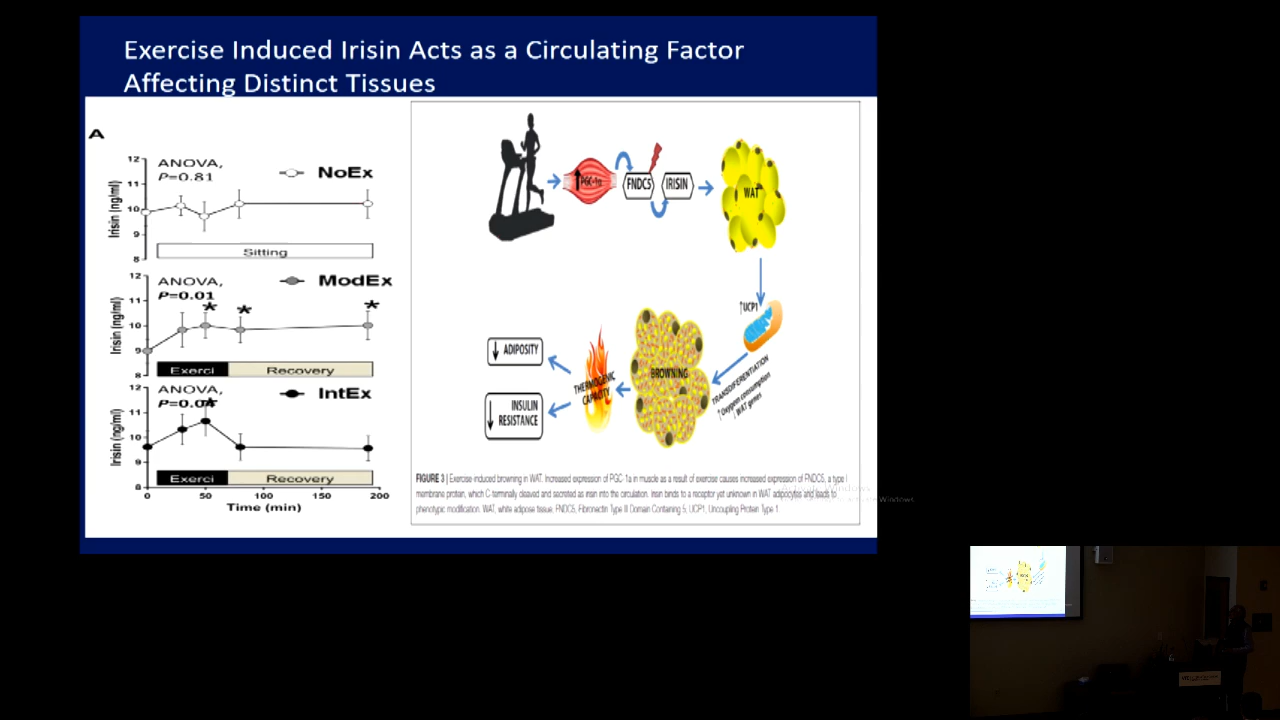 Exercise Induced Irisin Acts as a Circulating Factor
Affecting Distinct Tissues
A
ANOVA,
P=0.81
NoEx
Irisin (ng/ml)
12
11
10
9
8
Sitting
ANOVA,
P=0.01
ModEx
Irisin (ng/ml)
12
11
10
9
8
* * *
Exerci
Recovery
ANOVA,
IntEx
Irisin (ng/ml)
12
11
10
9
8
*
Exerci
Recovery
0 50 100 150 200
Time (min)
PGC-1α
FNDC5
IRISIN
WAT
↑UCP1
TRANSDIFERENTIATION
↑Oxygen consumption
↓WAT genes
BROWNING
THERMOGENIC
CAPACITY
↓ ADIPOSITY
↓ INSULIN
RESISTANCE
FIGURE 3 | Exercise-induced browning in WAT. Increased expression of PGC-1a in muscle as a result of exercise causes increased expression of FNDC5, a type I
membrane protein, which C-terminally cleaved and secreted as irisin into the circulation. Irisin binds to a receptor yet unknown in WAT adipocytes and leads to
phenotypic modification. WAT, white adipose tissue; FNDC5, Fibronectin Type III Domain Containing 5; UCP1, Uncoupling Protein Type 1.
Windows